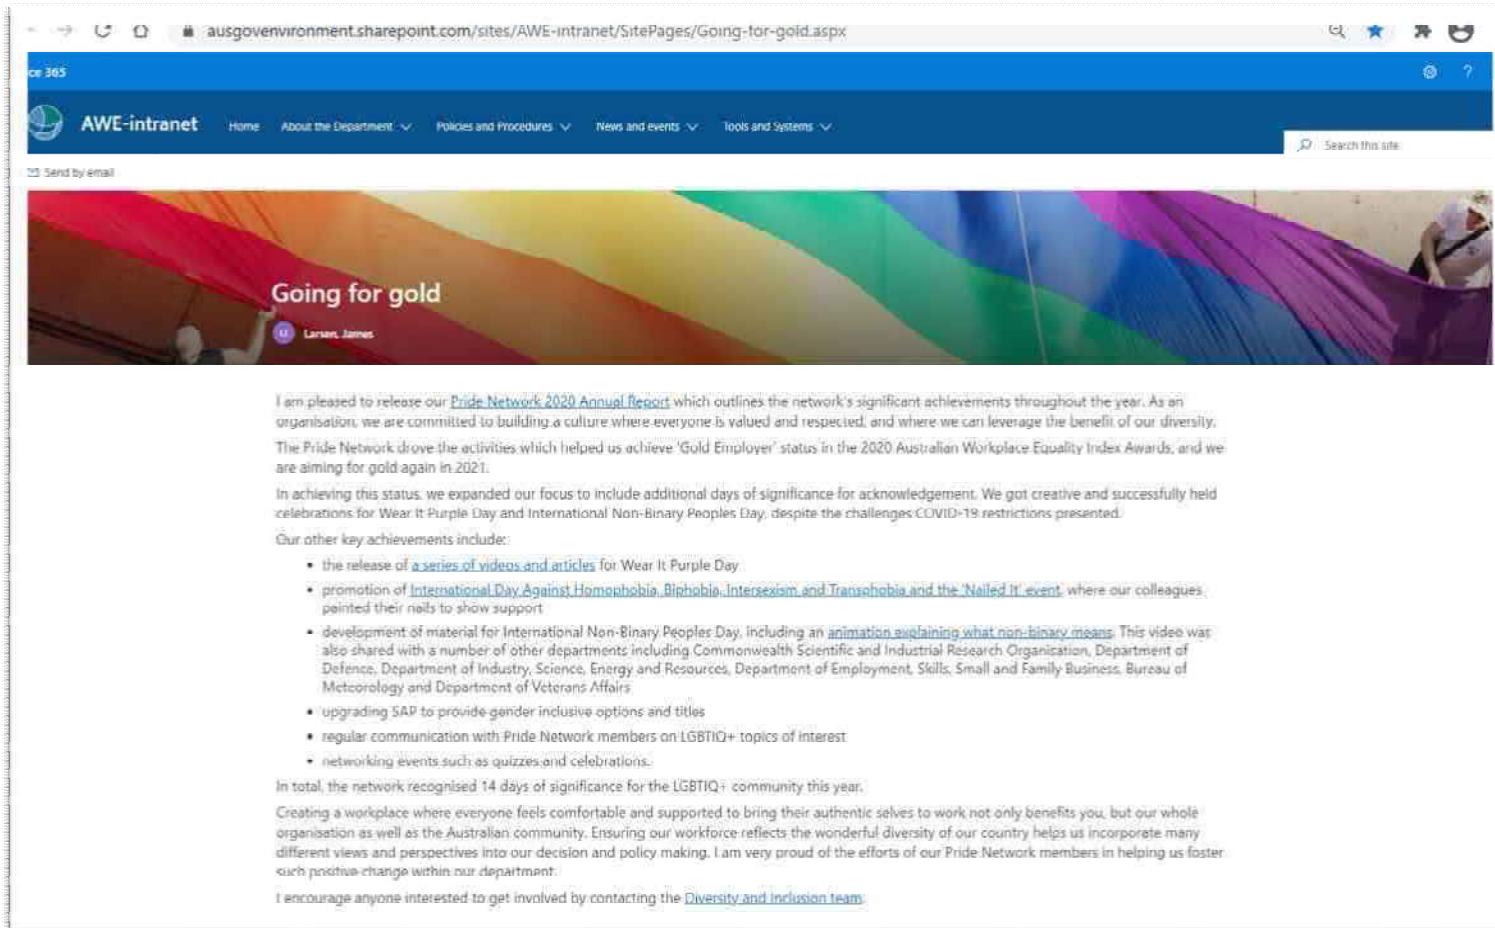 ausgovenvironment.sharepoint.com/sites/AWE-intranet/SitePages/Going-for-gold.aspx
ce 365
?
AWE-intranet Home About the Department Policies and Procedures News and events Tools and Systems
Search this site
Send by email
Going for gold
Larsen, James
I am pleased to release our Pride Network 2020 Annual Report which outlines the network's significant achievements throughout the year. As an
organisation, we are committed to building a culture where everyone is valued and respected, and where we can leverage the benefit of our diversity.
The Pride Network drove the activities which helped us achieve 'Gold Employer' status in the 2020 Australian Workplace Equality Index Awards, and we
are aiming for gold again in 2021.
In achieving this status, we expanded our focus to include additional days of significance for acknowledgement. We got creative and successfully held
celebrations for Wear It Purple Day and International Non-Binary Peoples Day, despite the challenges COVID-19 restrictions presented.
Our other key achievements include:
• the release of a series of videos and articles for Wear It Purple Day
• promotion of International Day Against Homophobia, Biphobia, Intersexism and Transphobia and the 'Nailed It' event, where our colleagues
painted their nails to show support
• development of material for International Non-Binary Peoples Day, including an animation explaining what non-binary means. This video was
also shared with a number of other departments including Commonwealth Scientific and Industrial Research Organisation, Department of
Defence, Department of Industry, Science, Energy and Resources, Department of Employment, Skills, Small and Family Business, Bureau of
Meteorology and Department of Veterans Affairs
• upgrading SAP to provide gender inclusive options and titles
• regular communication with Pride Network members on LGBTIQ+ topics of interest
• networking events such as quizzes and celebrations.
In total, the network recognised 14 days of significance for the LGBTIQ+ community this year.
Creating a workplace where everyone feels comfortable and supported to bring their authentic selves to work not only benefits you, but our whole
organisation as well as the Australian community. Ensuring our workforce reflects the wonderful diversity of our country helps us incorporate many
different views and perspectives into our decision and policy making. I am very proud of the efforts of our Pride Network members in helping us foster
such positive change within our department.
I encourage anyone interested to get involved by contacting the Diversity and Inclusion team.